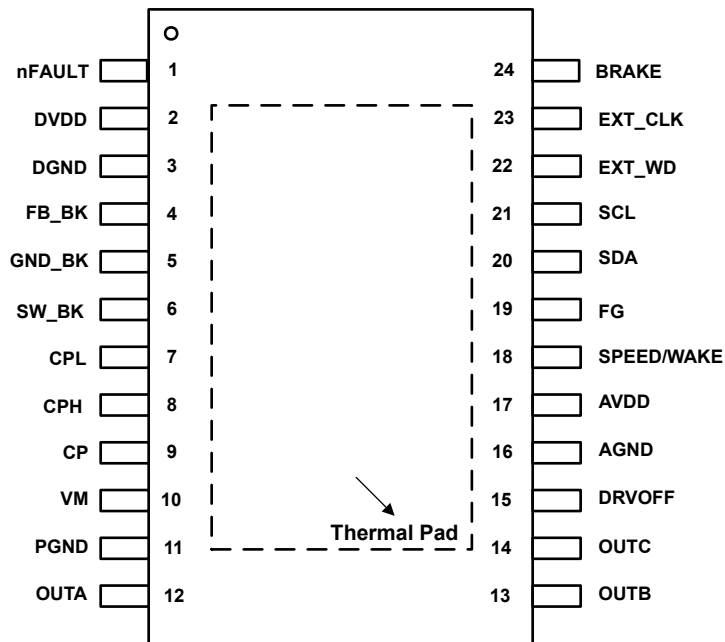 nFAULT 1 24 BRAKE
DVDD 2 23 EXT_CLK
DGND 3 22 EXT_WD
FB_BK 4 21 SCL
GND_BK 5 20 SDA
SW_BK 6 19 FG
CPL 7 18 SPEED/WAKE
CPH 8 17 AVDD
CP 9 16 AGND
VM 10 15 DRVOFF
Thermal Pad
PGND 11 14 OUTC
OUTA 12 13 OUTB